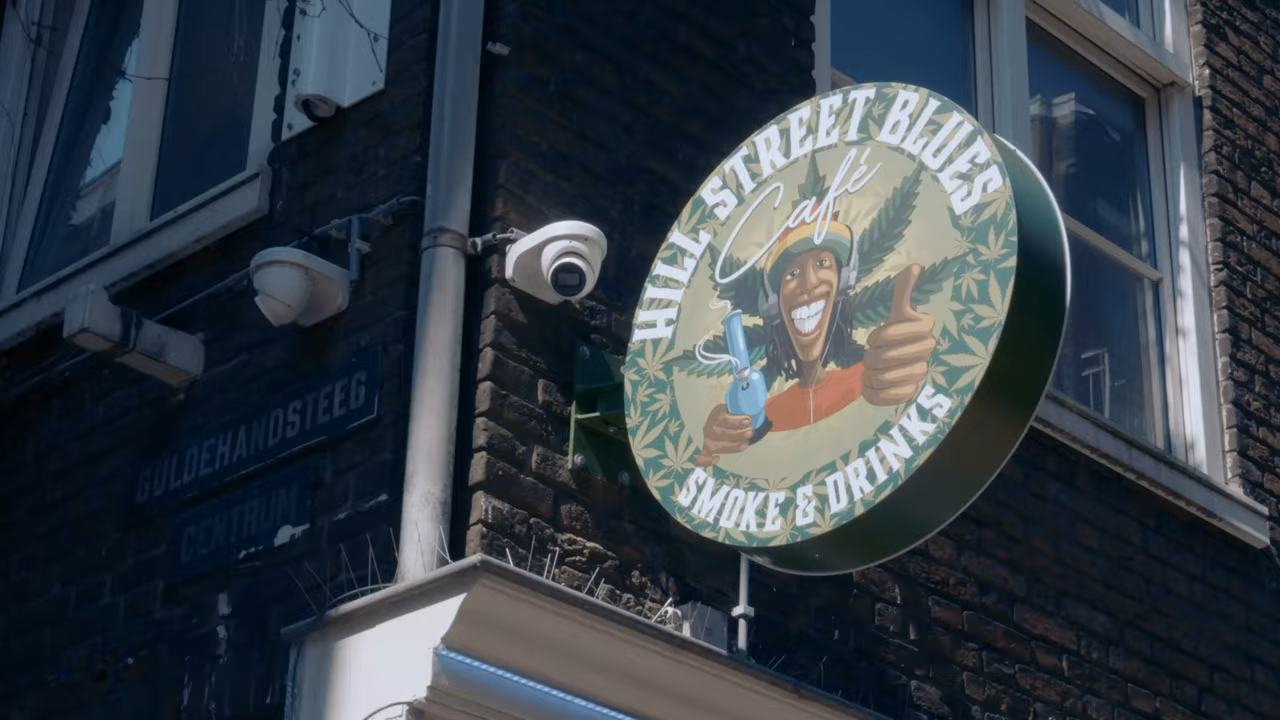 HILL STREET BLUES
Café
SMOKE & DRINKS
GULDEHANDSTEEG
CENTRUM